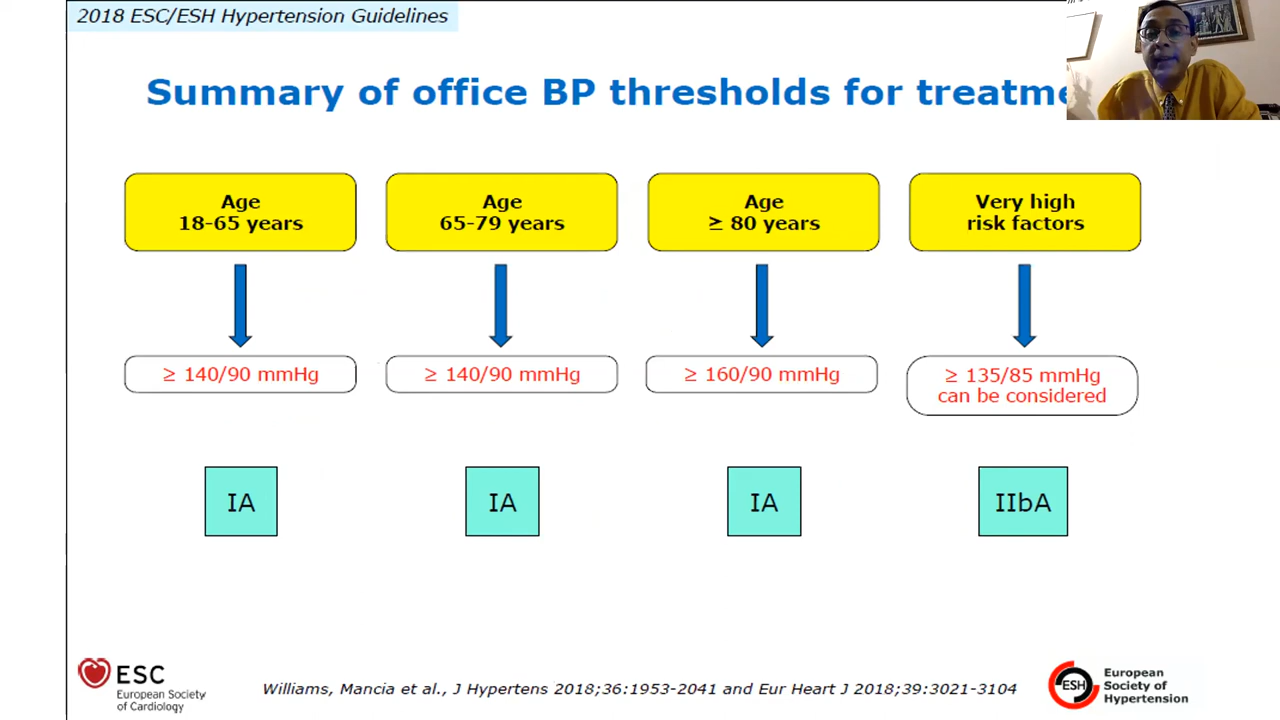 2018 ESC/ESH Hypertension Guidelines
Summary of office BP thresholds for treatme
Age
18-65 years
Age
65-79 years
Age
≥ 80 years
Very high
risk factors
≥ 140/90 mmHg
≥ 140/90 mmHg
≥ 160/90 mmHg
≥ 135/85 mmHg
can be considered
IA
IA
IA
IIbA
ESC
European Society
of Cardiology
Williams, Mancia et al., J Hypertens 2018;36:1953-2041 and Eur Heart J 2018;39:3021-3104
ESH
European
Society of
Hypertension